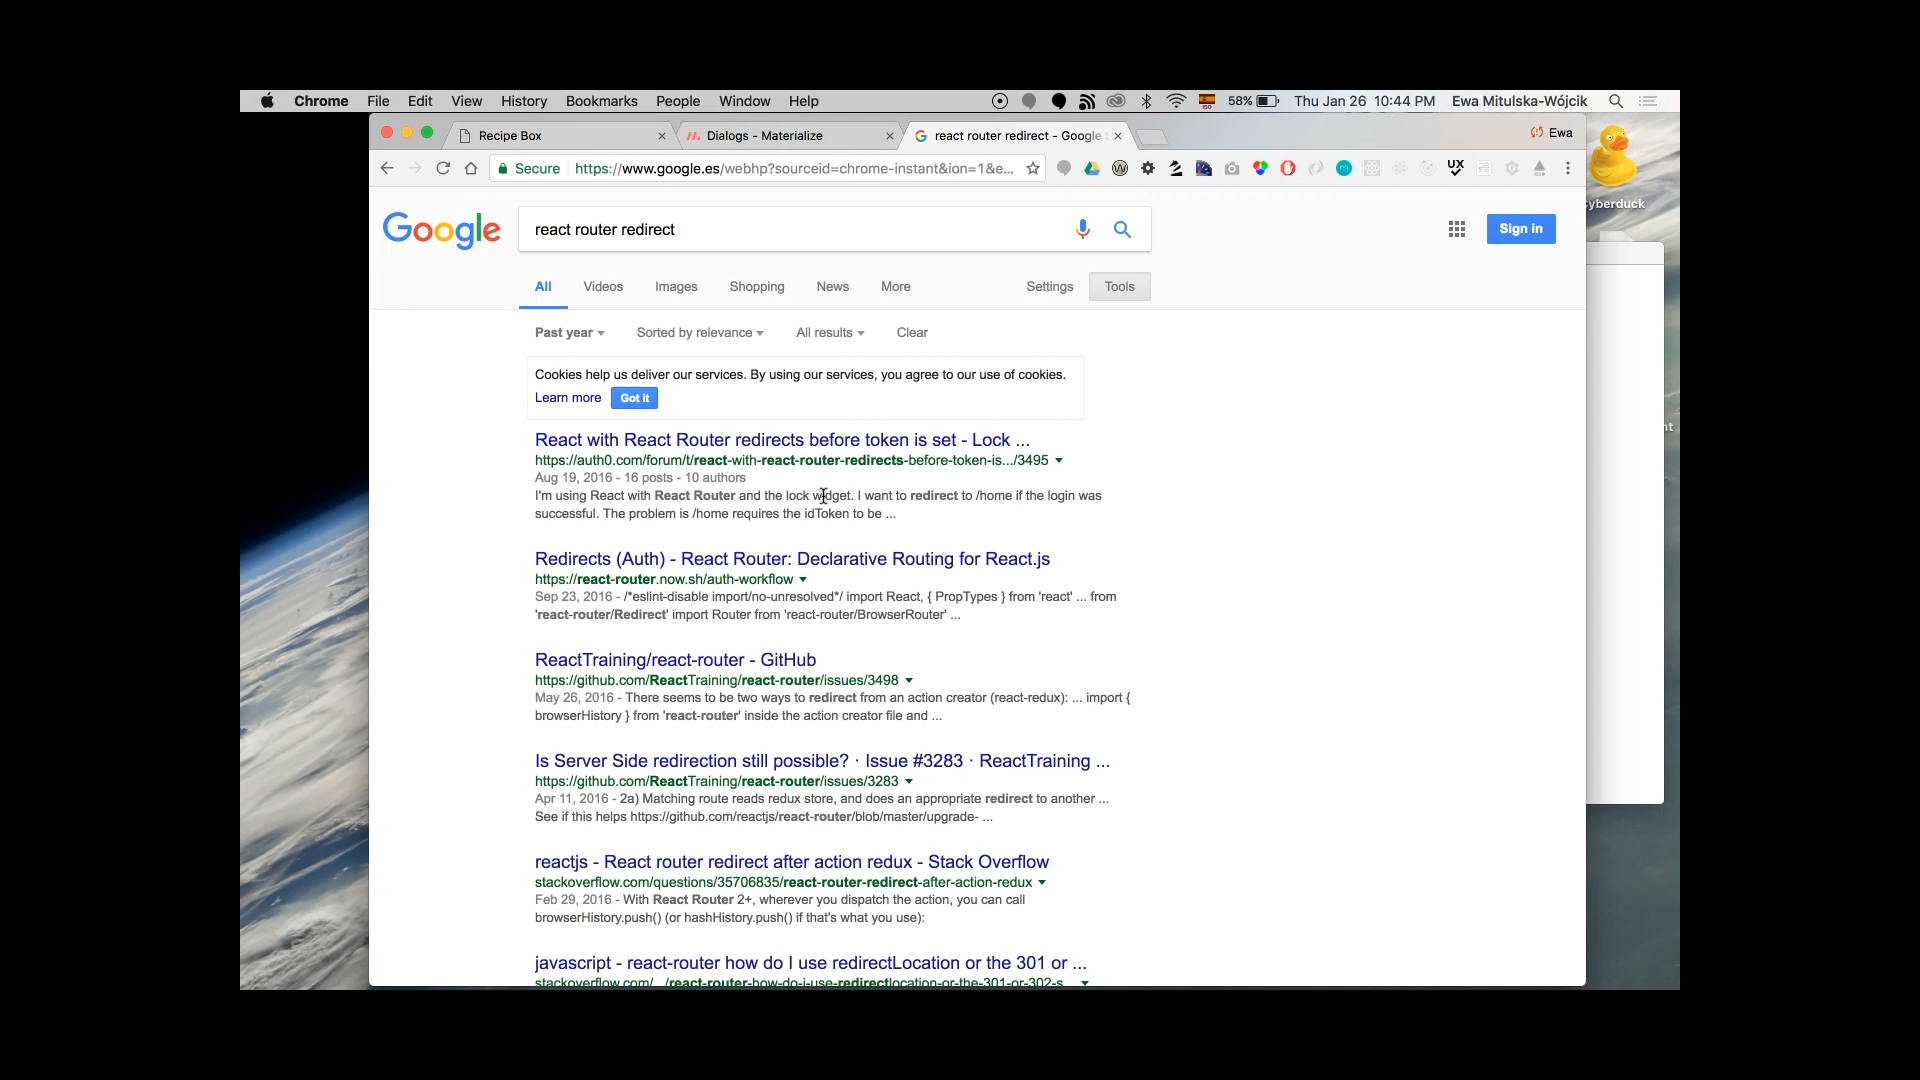 Chrome File Edit View History Bookmarks People Window Help 58% Thu Jan 26 10:44 PM Ewa Mitulska-Wójcik
Recipe Box Dialogs - Materialize react router redirect - Google Ewa
Secure https://www.google.es/webhp?sourceid=chrome-instant&ion=1&e... UX
yberduck
Google react router redirect Sign in
All Videos Images Shopping News More Settings Tools
Past year Sorted by relevance All results Clear
Cookies help us deliver our services. By using our services, you agree to our use of cookies.
Learn more Got it
React with React Router redirects before token is set - Lock ...
https://auth0.com/forum/t/react-with-react-router-redirects-before-token-is.../3495
Aug 19, 2016 - 16 posts - 10 authors
I'm using React with React Router and the lock widget. I want to redirect to /home if the login was
successful. The problem is /home requires the idToken to be ...
Redirects (Auth) - React Router: Declarative Routing for React.js
https://react-router.now.sh/auth-workflow
Sep 23, 2016 - /*eslint-disable import/no-unresolved*/ import React, { PropTypes } from 'react' ... from
'react-router/Redirect' import Router from 'react-router/BrowserRouter' ...
ReactTraining/react-router - GitHub
https://github.com/ReactTraining/react-router/issues/3498
May 26, 2016 - There seems to be two ways to redirect from an action creator (react-redux): ... import {
browserHistory } from 'react-router' inside the action creator file and ...
Is Server Side redirection still possible? · Issue #3283 · ReactTraining ...
https://github.com/ReactTraining/react-router/issues/3283
Apr 11, 2016 - 2a) Matching route reads redux store, and does an appropriate redirect to another ...
See if this helps https://github.com/reactjs/react-router/blob/master/upgrade- ...
reactjs - React router redirect after action redux - Stack Overflow
stackoverflow.com/questions/35706835/react-router-redirect-after-action-redux
Feb 29, 2016 - With React Router 2+, wherever you dispatch the action, you can call
browserHistory.push() (or hashHistory.push() if that's what you use):
javascript - react-router how do I use redirectLocation or the 301 or ...
stackoverflow.com/.../react-router-how-do-i-use-redirectlocation-or-the-301-or-302-s...